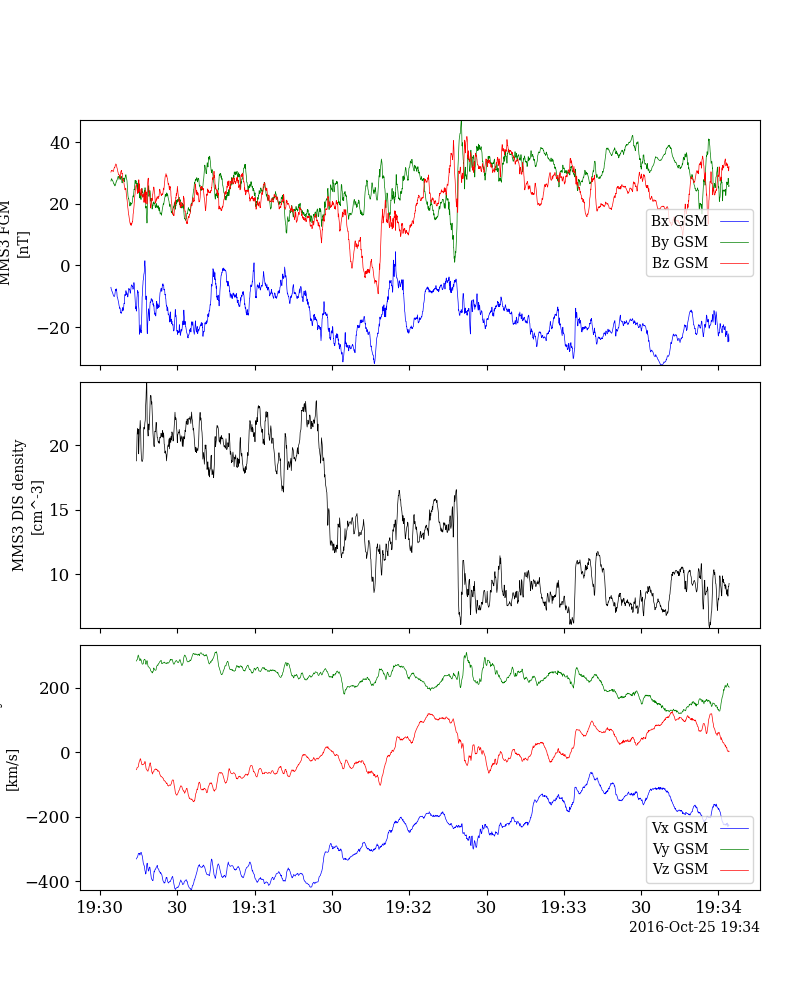 40
20
0
−20
MMS3 FGM
[nT]
Bx GSM
By GSM
Bz GSM
20
15
10
MMS3 DIS density
[cm^-3]
200
0
−200
−400
[km/s]
Vx GSM
Vy GSM
Vz GSM
19:30 30 19:31 30 19:32 30 19:33 30 19:34
2016-Oct-25 19:34